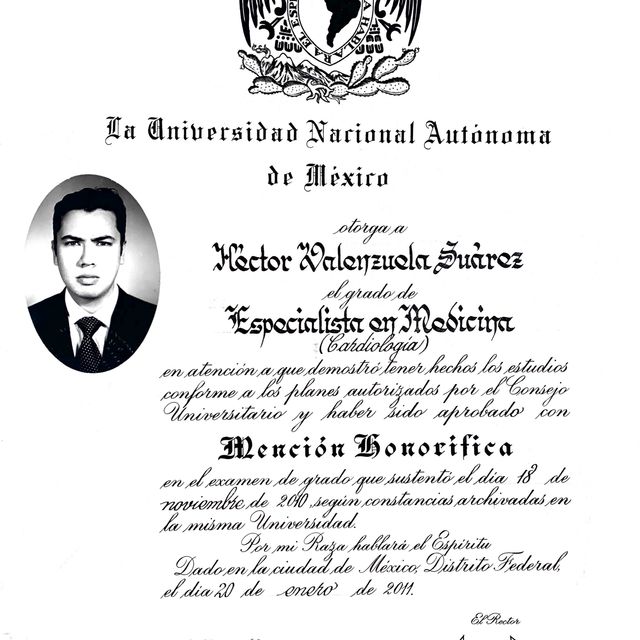 HABLARA EL ESP
La Universidad Nacional Autónoma
de México
otorga a
Héctor Valenzuela Suárez
el grado de
Especialista en Medicina
(Cardiología)
en atención a que demostró tener hechos los estudios
conforme a los planes autorizados por el Consejo
Universitario y haber sido aprobado con
Mención Honorífica
en el examen de grado que sustentó el día 18 de
noviembre de 2010, según constancias archivadas en
la misma Universidad.
Por mi Raza hablará el Espíritu
Dado en la ciudad de México, Distrito Federal,
el día 20 de enero de 2011.
El Rector